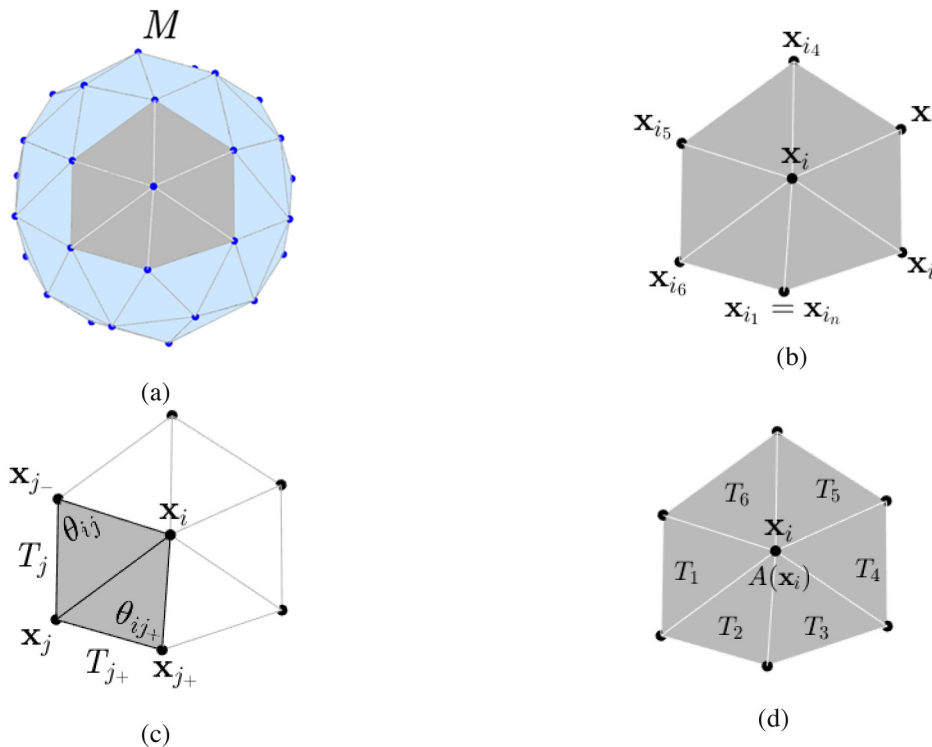 M
(a)
x_{i_4}
x_{i_5}
x
x_i
x_{i_6}
x_i
x_{i_1} = x_{i_n}
(b)
x_{j_-}
θ_{ij}
x_i
T_j
θ_{ij_+}
x_j
T_{j_+}
x_{j_+}
(c)
T_6
T_5
x_i
T_1
A(x_i)
T_4
T_2
T_3
(d)